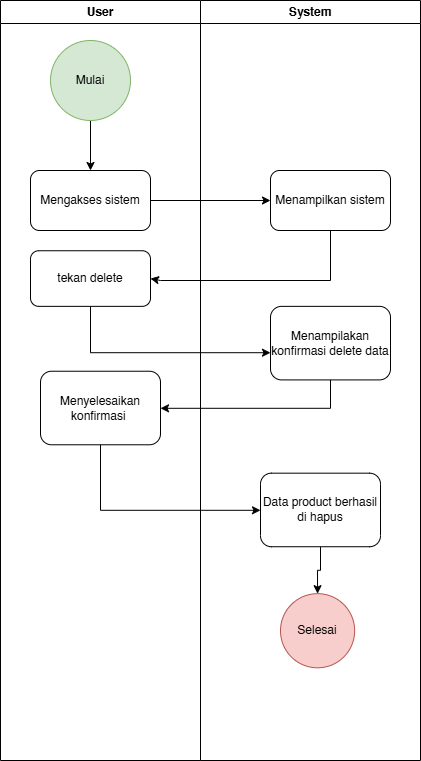 User
System
Mulai
Mengakses sistem
Menampilkan sistem
tekan delete
Menampilakan
konfirmasi delete data
Menyelesaikan
konfirmasi
Data product berhasil
di hapus
Selesai